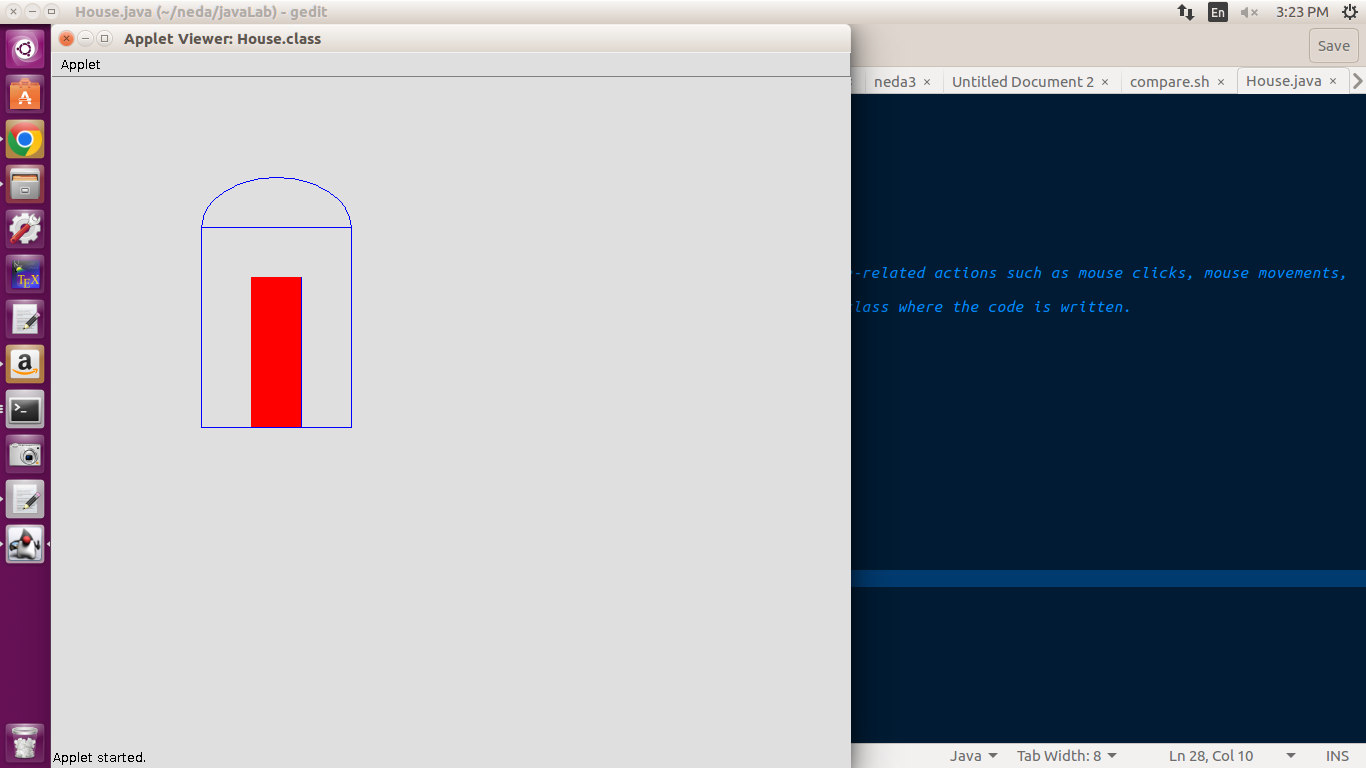 House.java (~/neda/javaLab) - gedit
En
3:23 PM
Applet Viewer: House.class
Save
Applet
neda3 × Untitled Document 2 × compare.sh × House.java ×
-related actions such as mouse clicks, mouse movements,
lass where the code is written.
Applet started.
Java Tab Width: 8 Ln 28, Col 10 INS